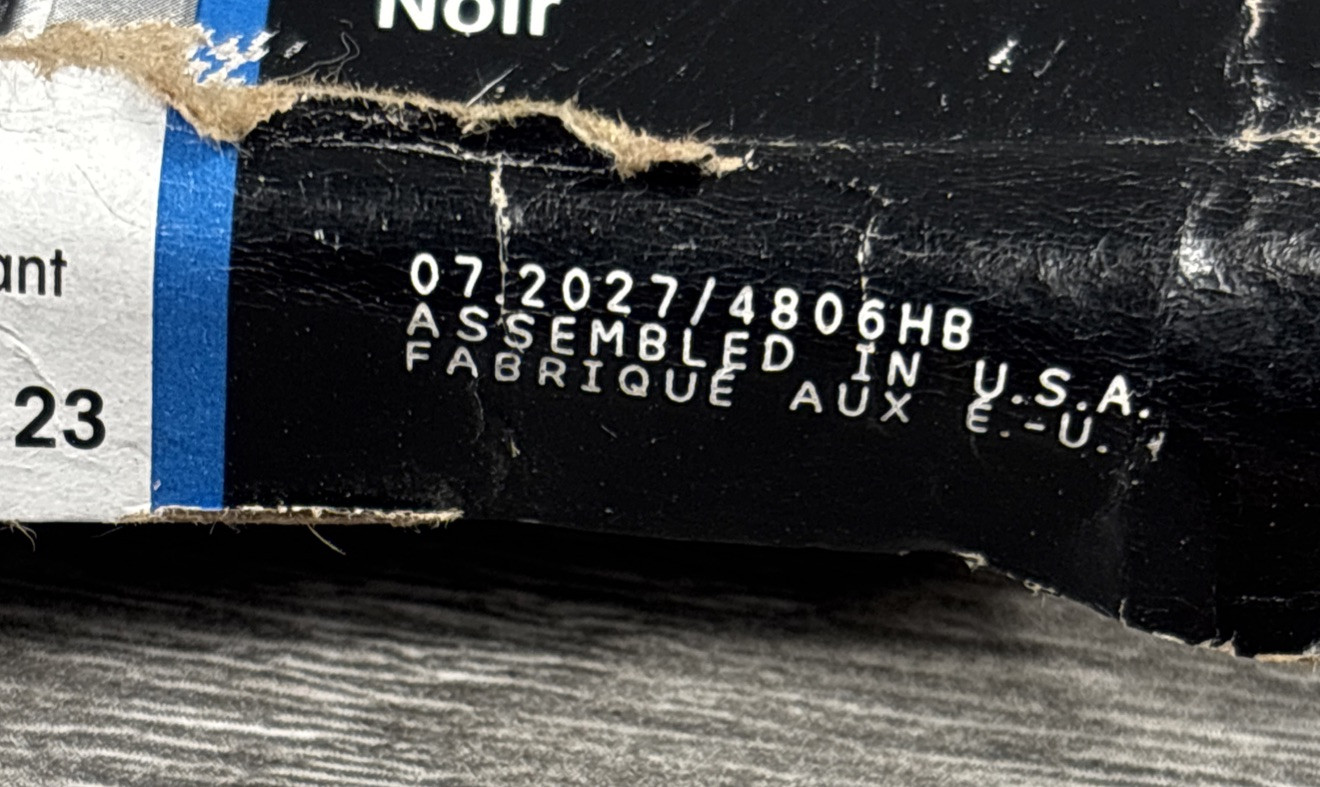 Noir
ant
07.2027/4806HB
ASSEMBLED IN U.S.A.
FABRIQUÉ AUX É.-U.
23